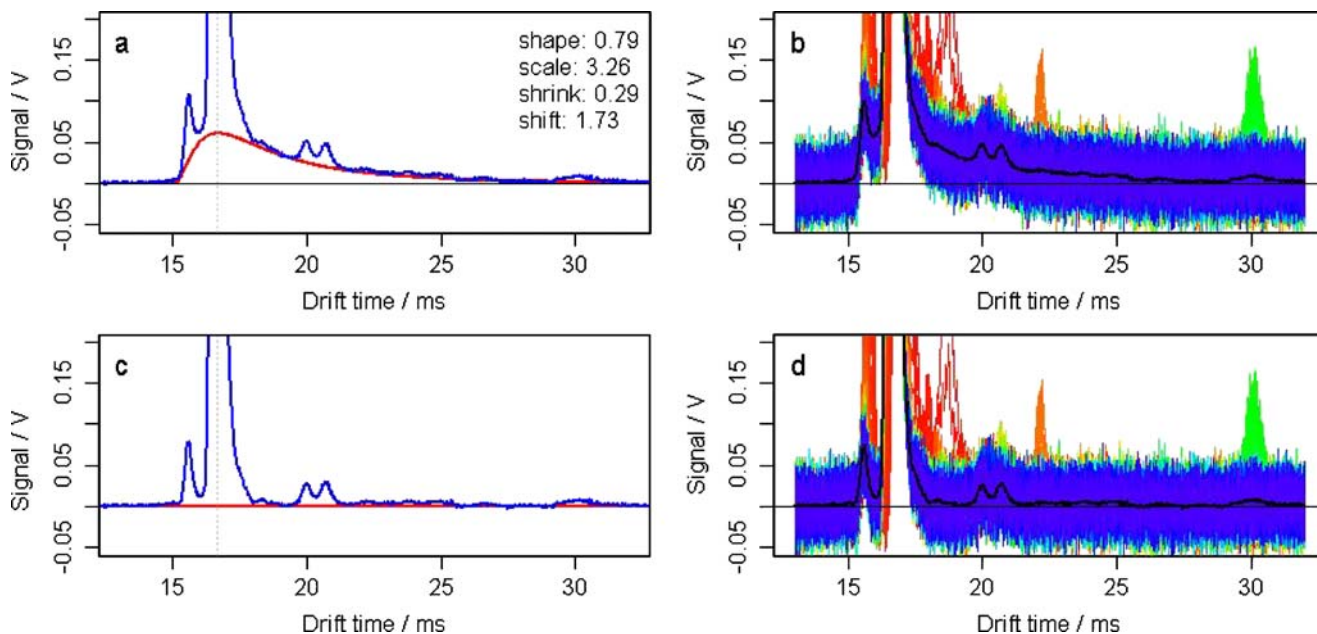 a
shape: 0.79
scale: 3.26
shrink: 0.29
shift: 1.73
Signal / V
0.15
0.05
-0.05
15 20 25 30
Drift time / ms
b
Signal / V
0.15
0.05
-0.05
15 20 25 30
Drift time / ms
c
Signal / V
0.15
0.05
-0.05
15 20 25 30
Drift time / ms
d
Signal / V
0.15
0.05
-0.05
15 20 25 30
Drift time / ms